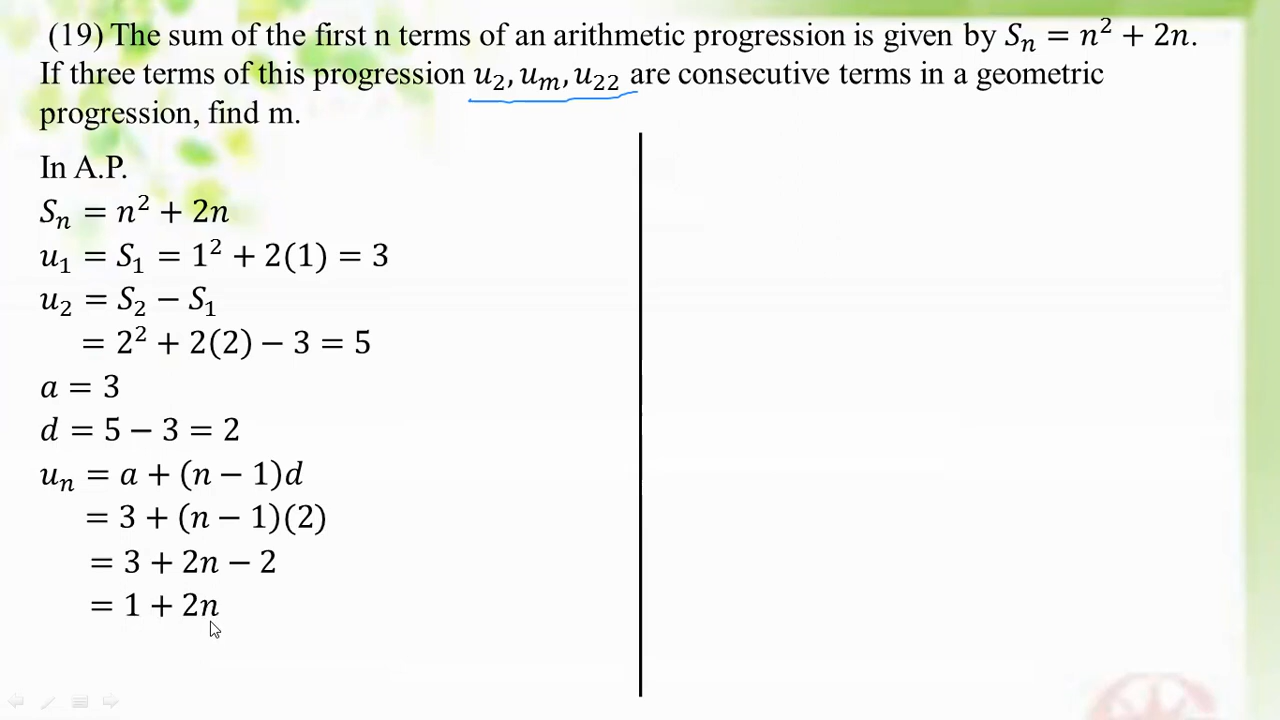 (19) The sum of the first n terms of an arithmetic progression is given by Sₙ = n² + 2n.
If three terms of this progression u₂, uₘ, u₂₂ are consecutive terms in a geometric
progression, find m.
In A.P.
Sₙ = n² + 2n
u₁ = S₁ = 1² + 2(1) = 3
u₂ = S₂ − S₁
= 2² + 2(2) − 3 = 5
a = 3
d = 5 − 3 = 2
uₙ = a + (n − 1)d
= 3 + (n − 1)(2)
= 3 + 2n − 2
= 1 + 2n